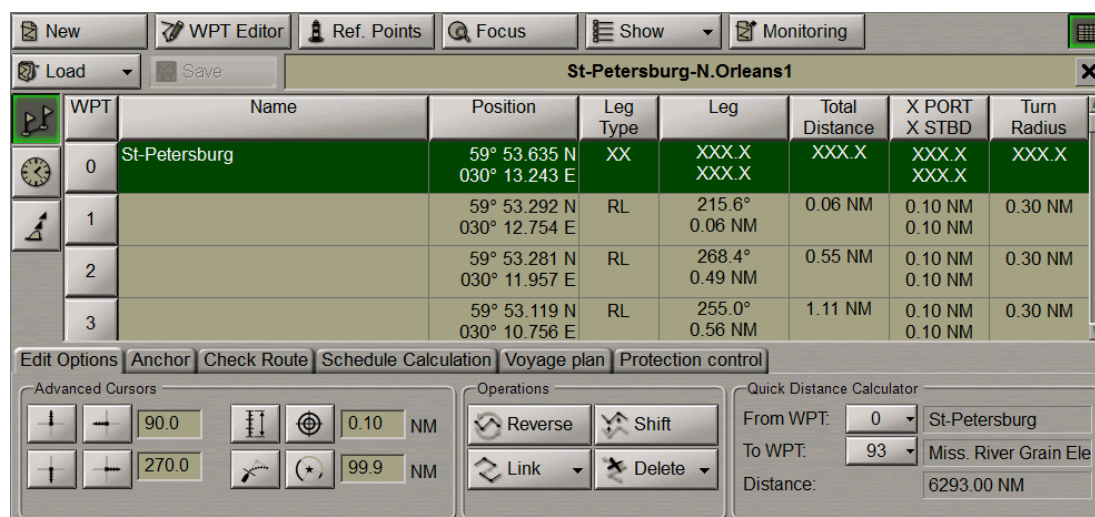 New WPT Editor Ref. Points Focus Show Monitoring
Load Save St-Petersburg-N.Orleans1 X
WPT Name Position Leg Type Leg Total Distance X PORT X STBD Turn Radius
0 St-Petersburg 59° 53.635 N XX XXX.X XXX.X XXX.X XXX.X
030° 13.243 E XXX.X XXX.X
1 59° 53.292 N RL 215.6° 0.06 NM 0.10 NM 0.30 NM
030° 12.754 E 0.06 NM 0.10 NM
2 59° 53.281 N RL 268.4° 0.55 NM 0.10 NM 0.30 NM
030° 11.957 E 0.49 NM 0.10 NM
3 59° 53.119 N RL 255.0° 1.11 NM 0.10 NM 0.30 NM
030° 10.756 E 0.56 NM 0.10 NM
Edit Options Anchor Check Route Schedule Calculation Voyage plan Protection control
Advanced Cursors Operations Quick Distance Calculator
90.0 0.10 NM Reverse Shift From WPT: 0 St-Petersburg
270.0 99.9 NM Link Delete To WPT: 93 Miss. River Grain Ele
Distance: 6293.00 NM